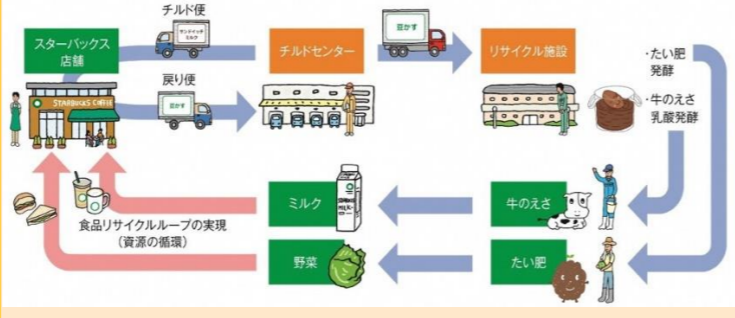 チルド便
サンドイッチ
ミルク
スターバックス
店舗
戻り便
豆かす
STARBUCKS COFFEE
チルドセンター
豆かす
リサイクル施設
・たい肥
発酵
・牛のえさ
乳酸発酵
ミルク
牛のえさ
食品リサイクルループの実現
(資源の循環)
野菜
たい肥